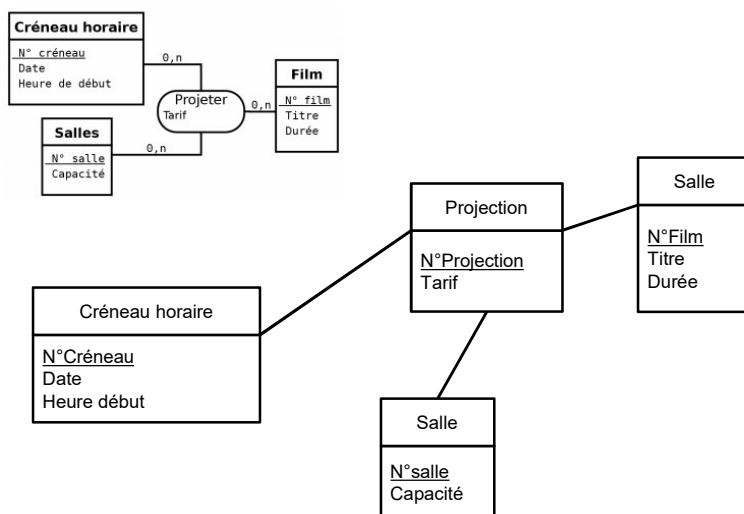 Créneau horaire
N° créneau
Date
Heure de début
0,n
Projeter
Tarif
0,n
Film
N° film
Titre
Durée
Salles
N° salle
Capacité
0,n
Projection
N°Projection
Tarif
Salle
N°Film
Titre
Durée
Créneau horaire
N°Créneau
Date
Heure début
Salle
N°salle
Capacité